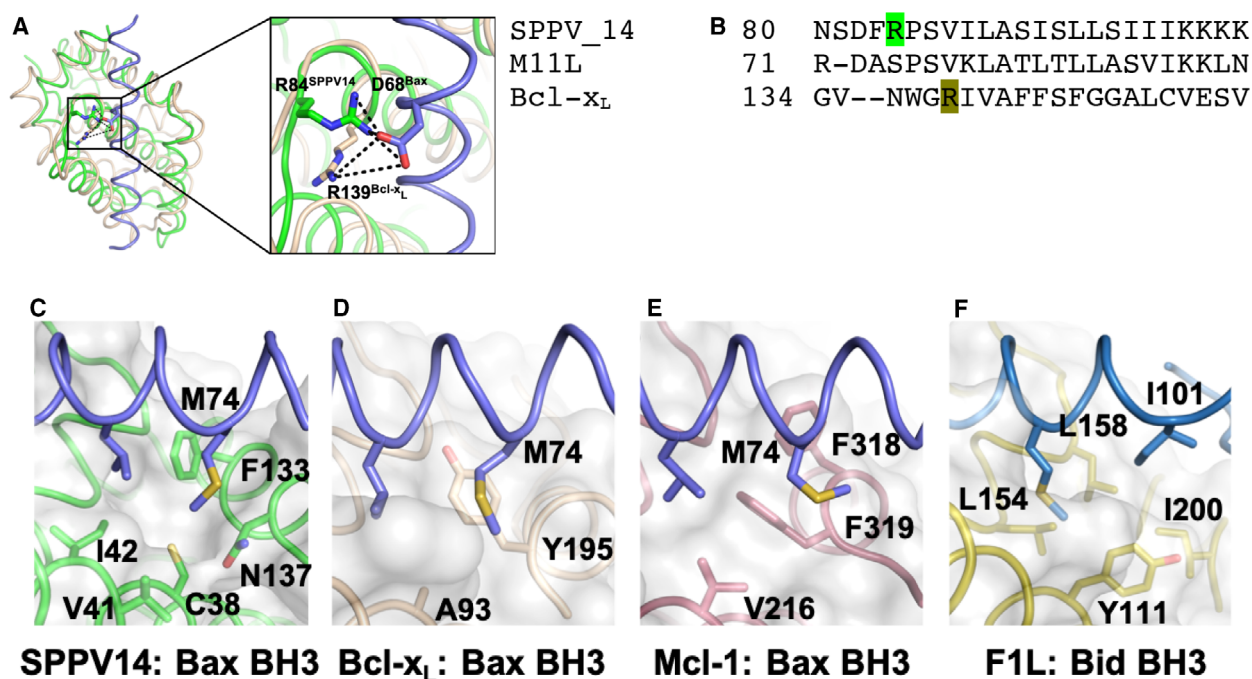 A
R84SPPV14 D68Bax
R139Bcl-xL
SPPV_14
M11L
Bcl-xL
B 80 NSDFRPSVILASISLLSIIIKKKK
71 R-DASPSVKLATLTLLASVIKKLN
134 GV--NWGRIVAFFSFGGALCVESV
C
M74
F133
I42
N137
V41 C38
SPPV14: Bax BH3
D
M74
Y195
A93
Bcl-xL: Bax BH3
E
M74 F318
F319
V216
Mcl-1: Bax BH3
F
I101
L158
L154
I200
Y111
F1L: Bid BH3